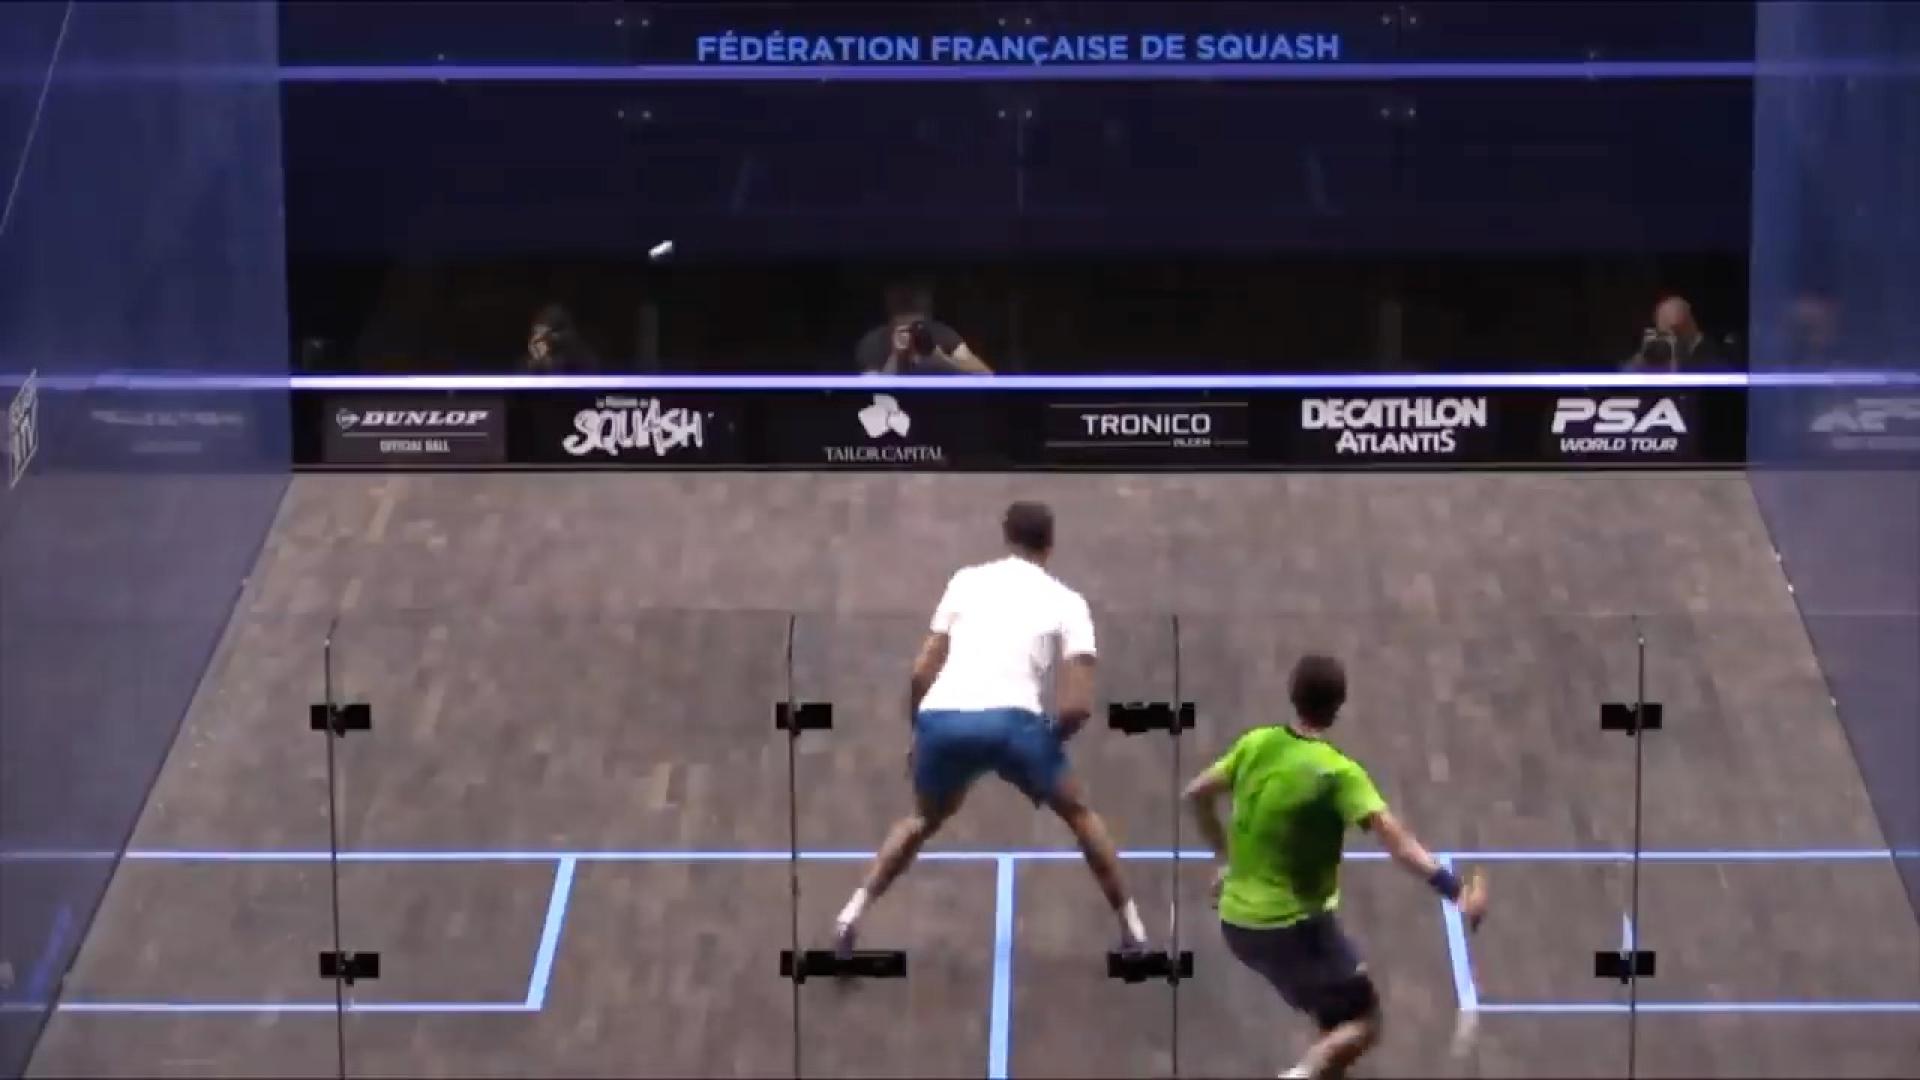 FÉDÉRATION FRANÇAISE DE SQUASH
DUNLOP
OFFICIAL BALL
SQUASH
TAILOR CAPITAL
TRONICO
DECATHLON
ATLANTIS
PSA
WORLD TOUR